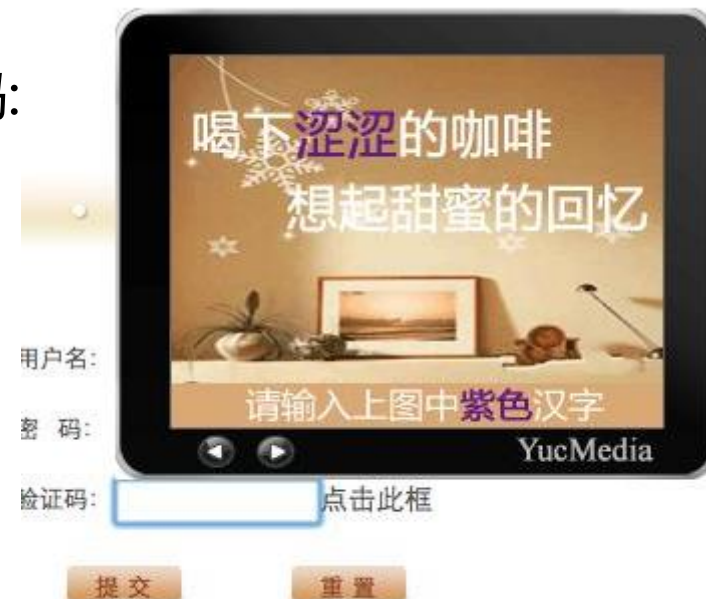 码:
喝下涩涩的咖啡
想起甜蜜的回忆
请输入上图中紫色汉字
YucMedia
用户名:
密 码:
验证码:
点击此框
提 交
重 置